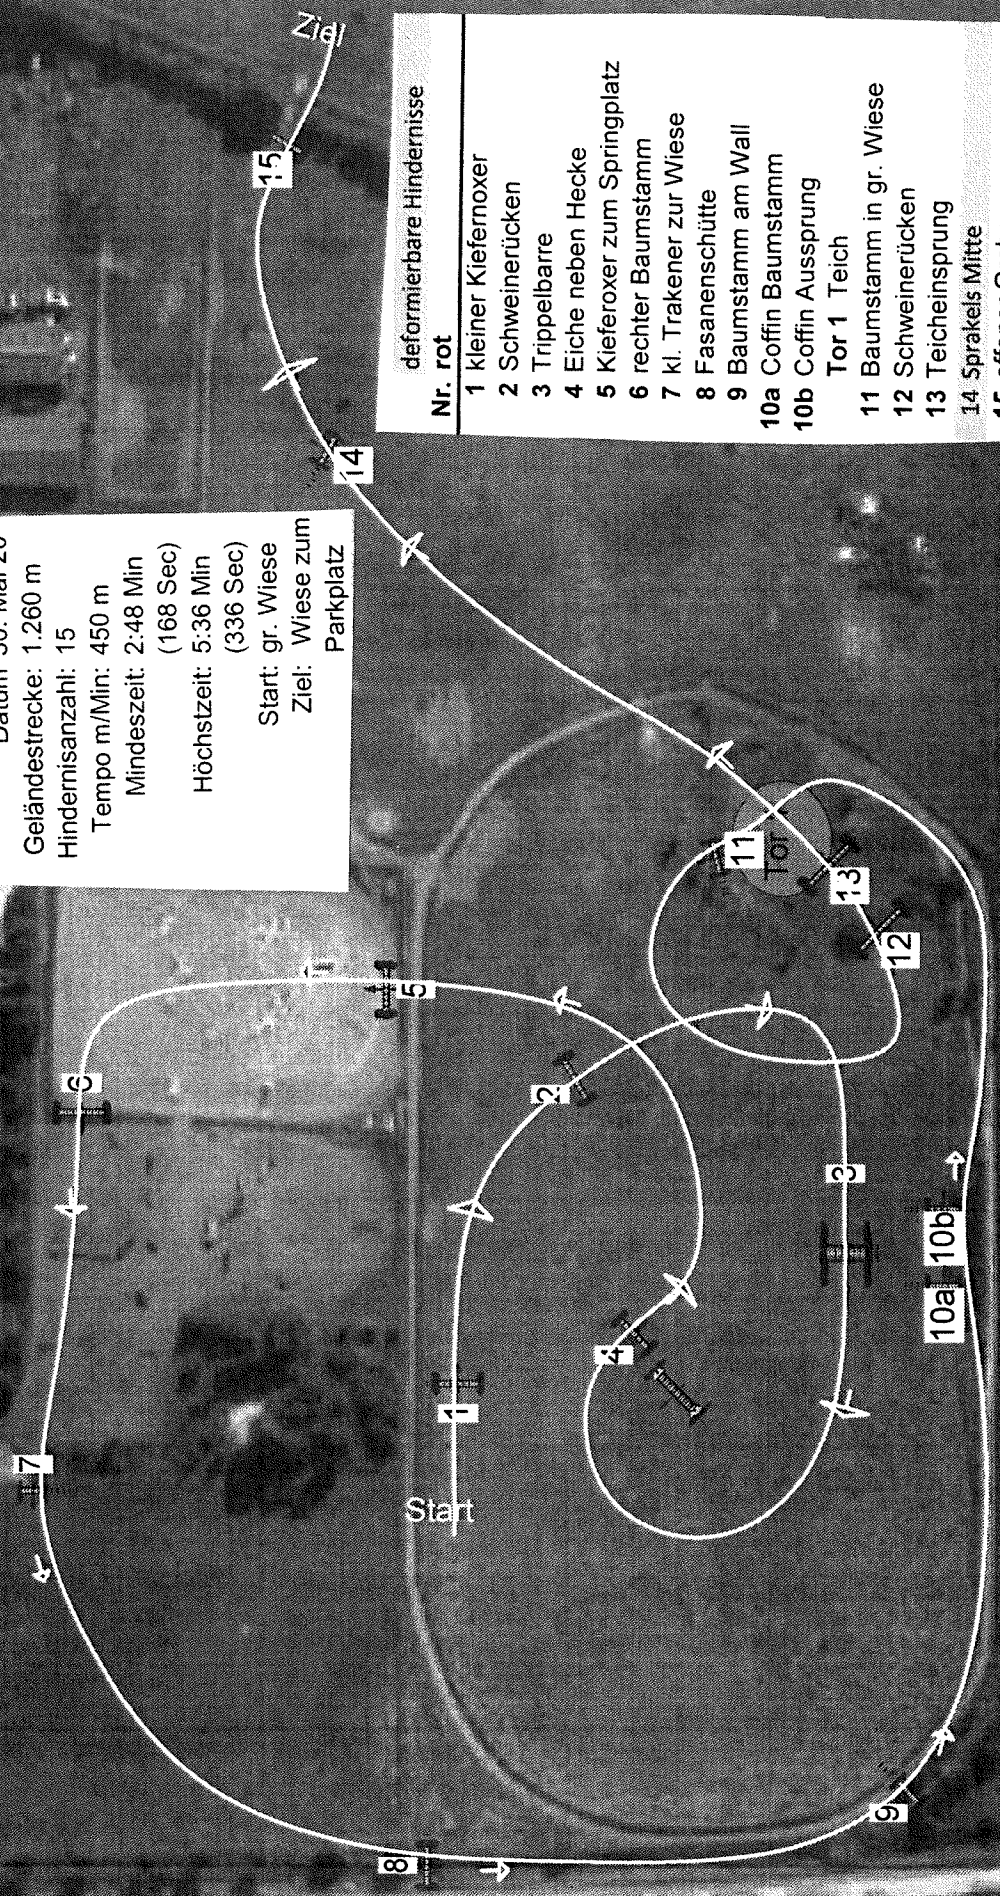 Datum 30. Mai 20
Geländestrecke: 1.260 m
Hindernisanzahl: 15
Tempo m/Min: 450 m
Mindeszeit: 2:48 Min
(168 Sec)
Höchstzeit: 5:36 Min
(336 Sec)
Start: gr. Wiese
Ziel: Wiese zum
Parkplatz
deformierbare Hindernisse
Nr. rot
1 kleiner Kiefernoxer
2 Schweinerücken
3 Trippelbarre
4 Eiche neben Hecke
5 Kieferoxer zum Springplatz
6 rechter Baumstamm
7 kl. Trakener zur Wiese
8 Fasanenschütte
9 Baumstamm am Wall
10a Coffin Baumstamm
10b Coffin Aussprung
Tor 1 Teich
11 Baumstamm in gr. Wiese
12 Schweinerücken
13 Teicheinsprung
14 Sprakels Mitte
15
Start
1
2
3
4
5
6
7
8
9
10a
10b
Tor
11
12
13
14
15
Ziel